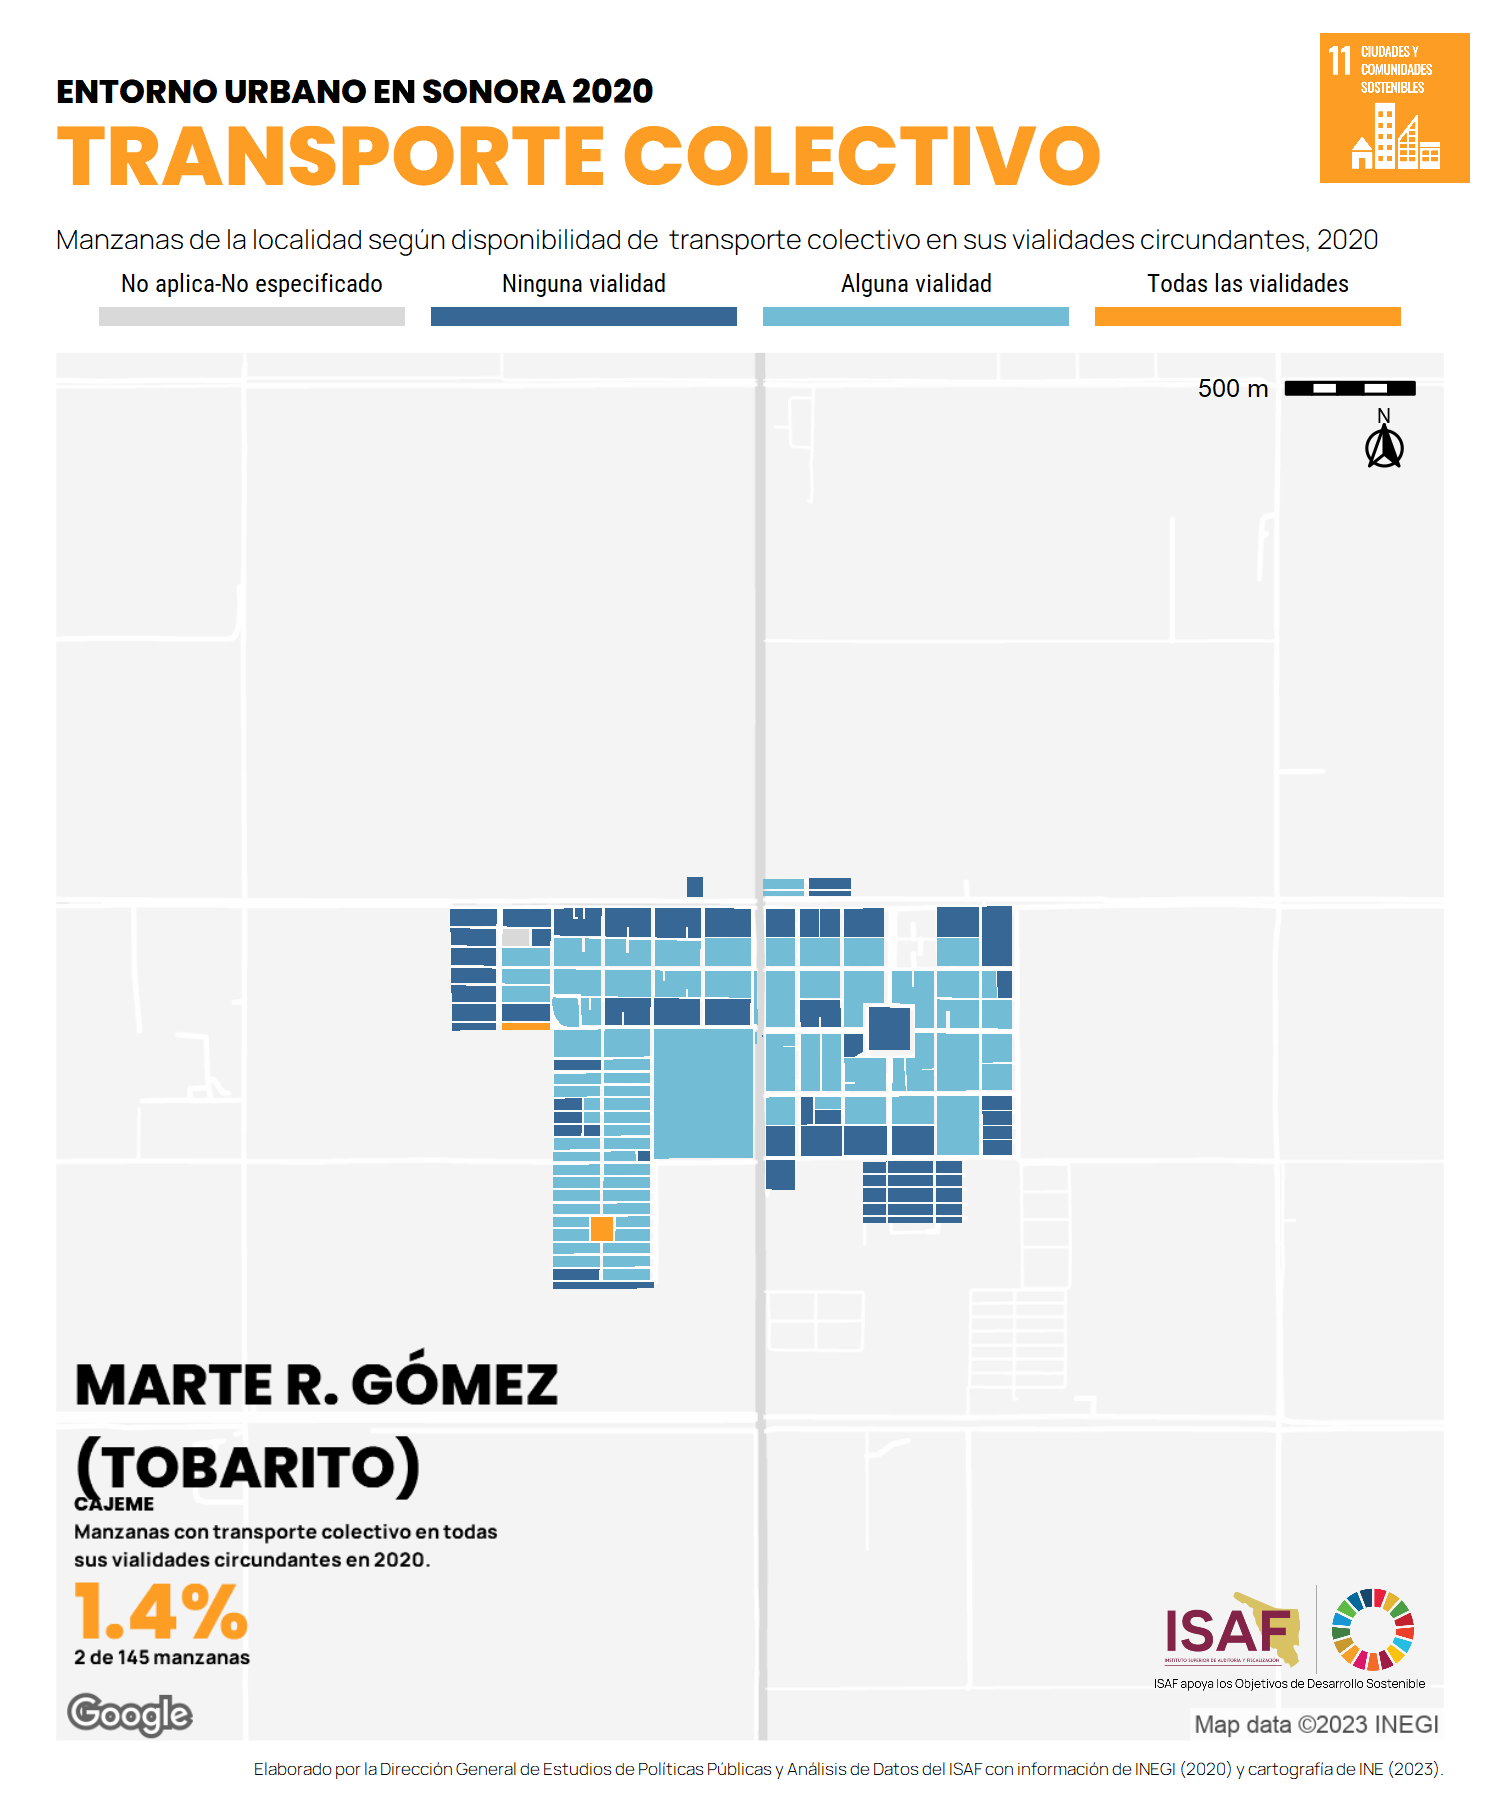 ENTORNO URBANO EN SONORA 2020
TRANSPORTE COLECTIVO
11 CIUDADES Y
COMUNIDADES
SOSTENIBLES
Manzanas de la localidad según disponibilidad de transporte colectivo en sus vialidades circundantes, 2020
No aplica-No especificado
Ninguna vialidad
Alguna vialidad
Todas las vialidades
500 m
N
MARTE R. GÓMEZ
(TOBARITO)
CAJEME
Manzanas con transporte colectivo en todas
sus vialidades circundantes en 2020.
1.4%
2 de 145 manzanas
Google
ISAF
INSTITUTO SUPERIOR DE AUDITORÍA Y FISCALIZACIÓN
ISAF apoya los Objetivos de Desarrollo Sostenible
Map data ©2023 INEGI
Elaborado por la Dirección General de Estudios de Políticas Públicas y Análisis de Datos del ISAF con información de INEGI (2020) y cartografía de INE (2023).